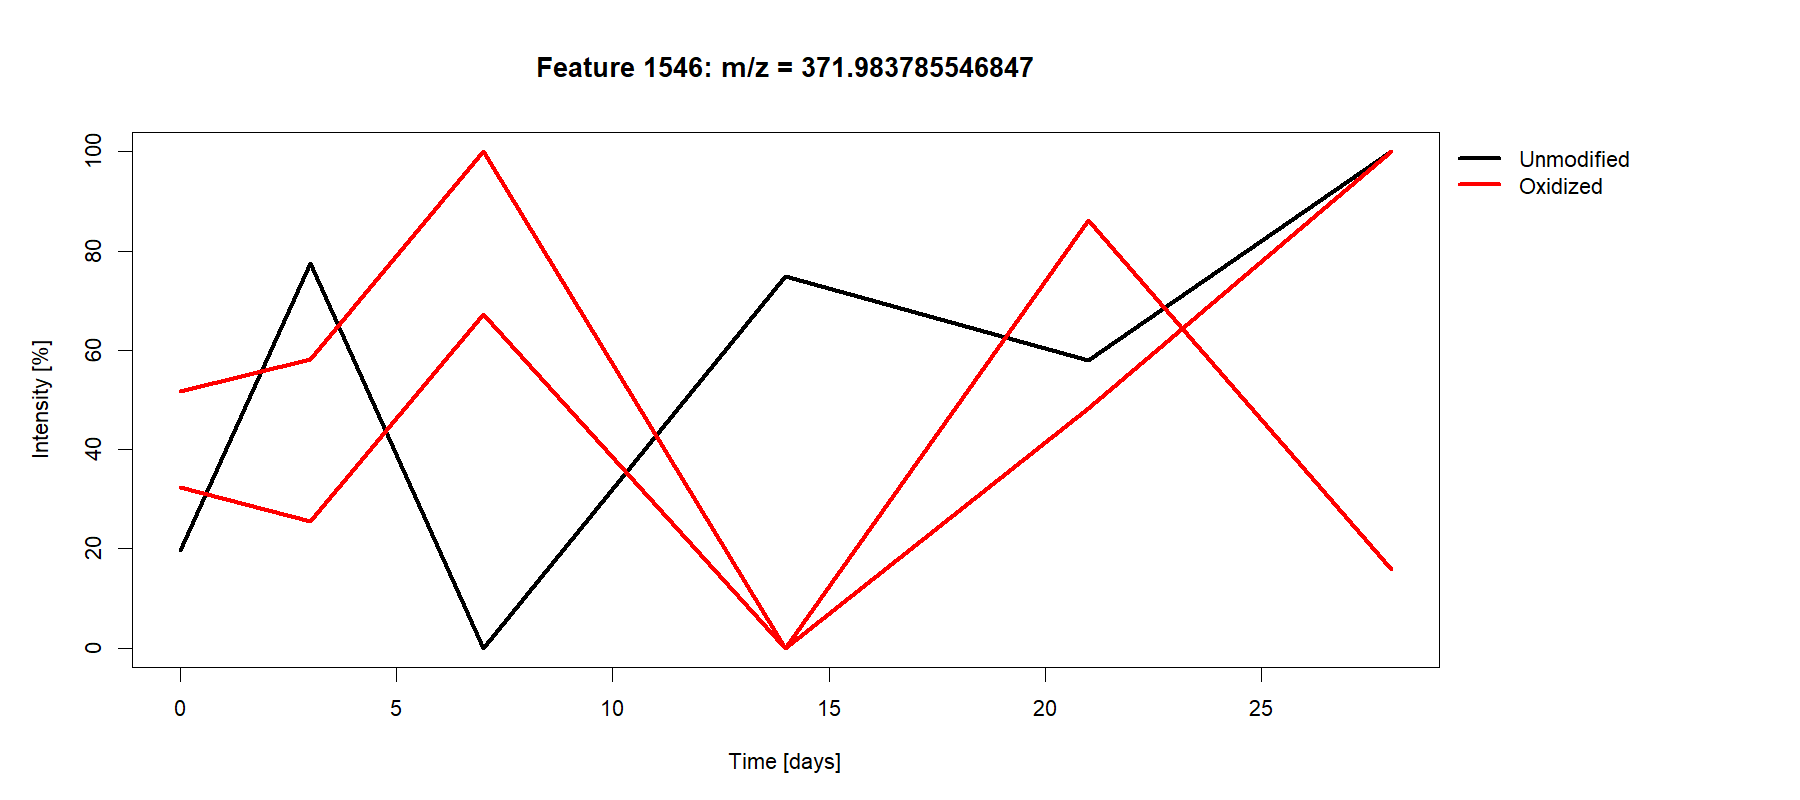 Feature 1546: m/z = 371.983785546847
Unmodified
Oxidized
Intensity [%]
100
80
60
40
20
0
0 5 10 15 20 25
Time [days]